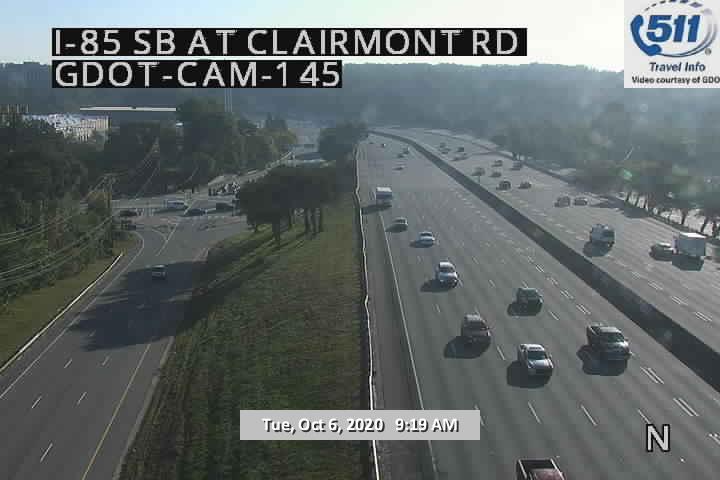 I-85 SB AT CLAIRMONT RD
GDOT-CAM-145
511
Travel Info
Video courtesy of GDO
Tue, Oct 6, 2020 9:19 AM
N